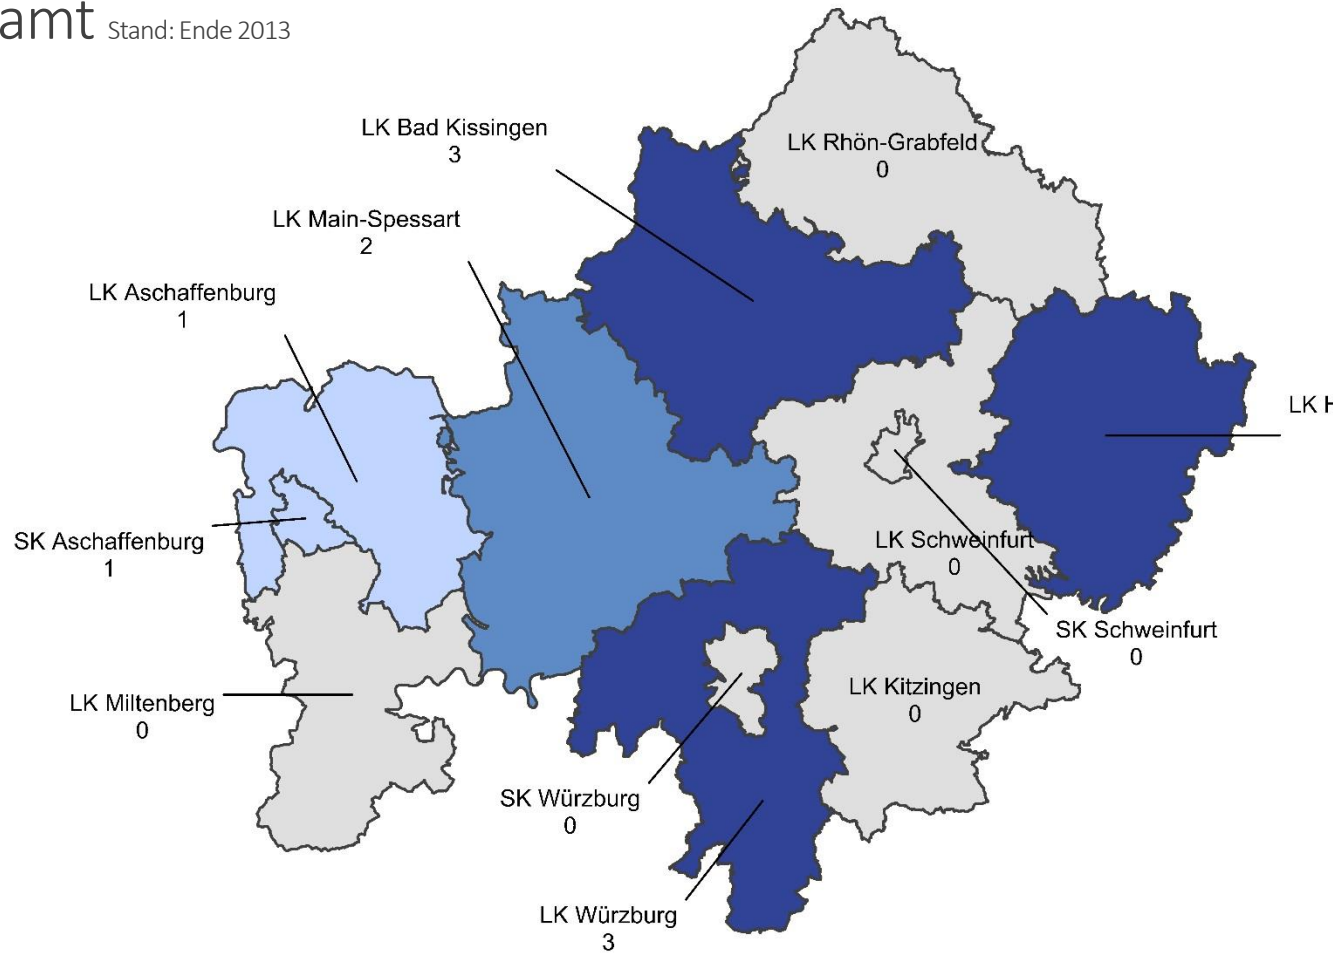 amt Stand: Ende 2013
LK Bad Kissingen
3
LK Rhön-Grabfeld
0
LK Main-Spessart
2
LK Aschaffenburg
1
LK
SK Aschaffenburg
1
LK Schweinfurt
0
SK Schweinfurt
0
LK Miltenberg
0
LK Kitzingen
0
SK Würzburg
0
LK Würzburg
3